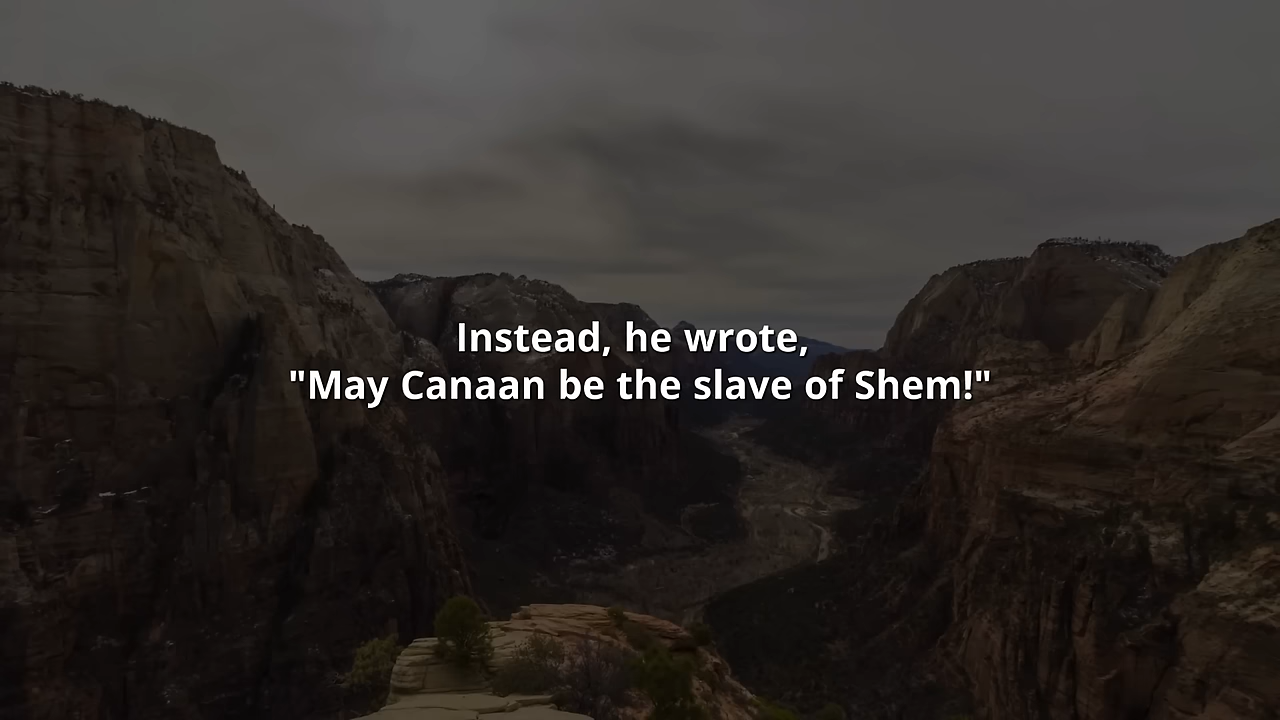 Instead, he wrote,
"May Canaan be the slave of Shem!"